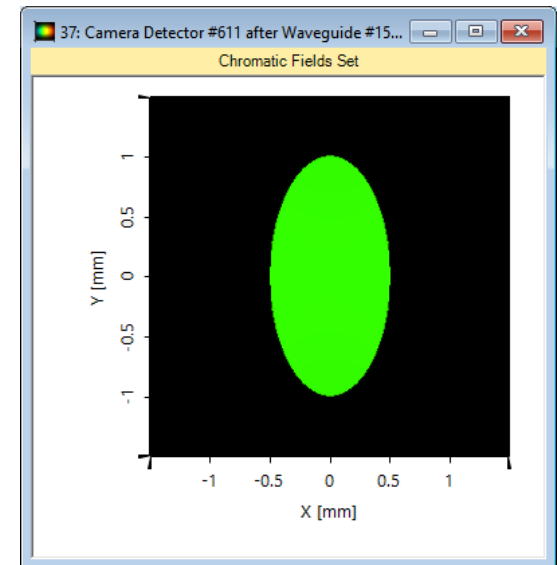 37: Camera Detector #611 after Waveguide #15...
Chromatic Fields Set
Y [mm]
1
0.5
0
-0.5
-1
-1 -0.5 0 0.5 1
X [mm]